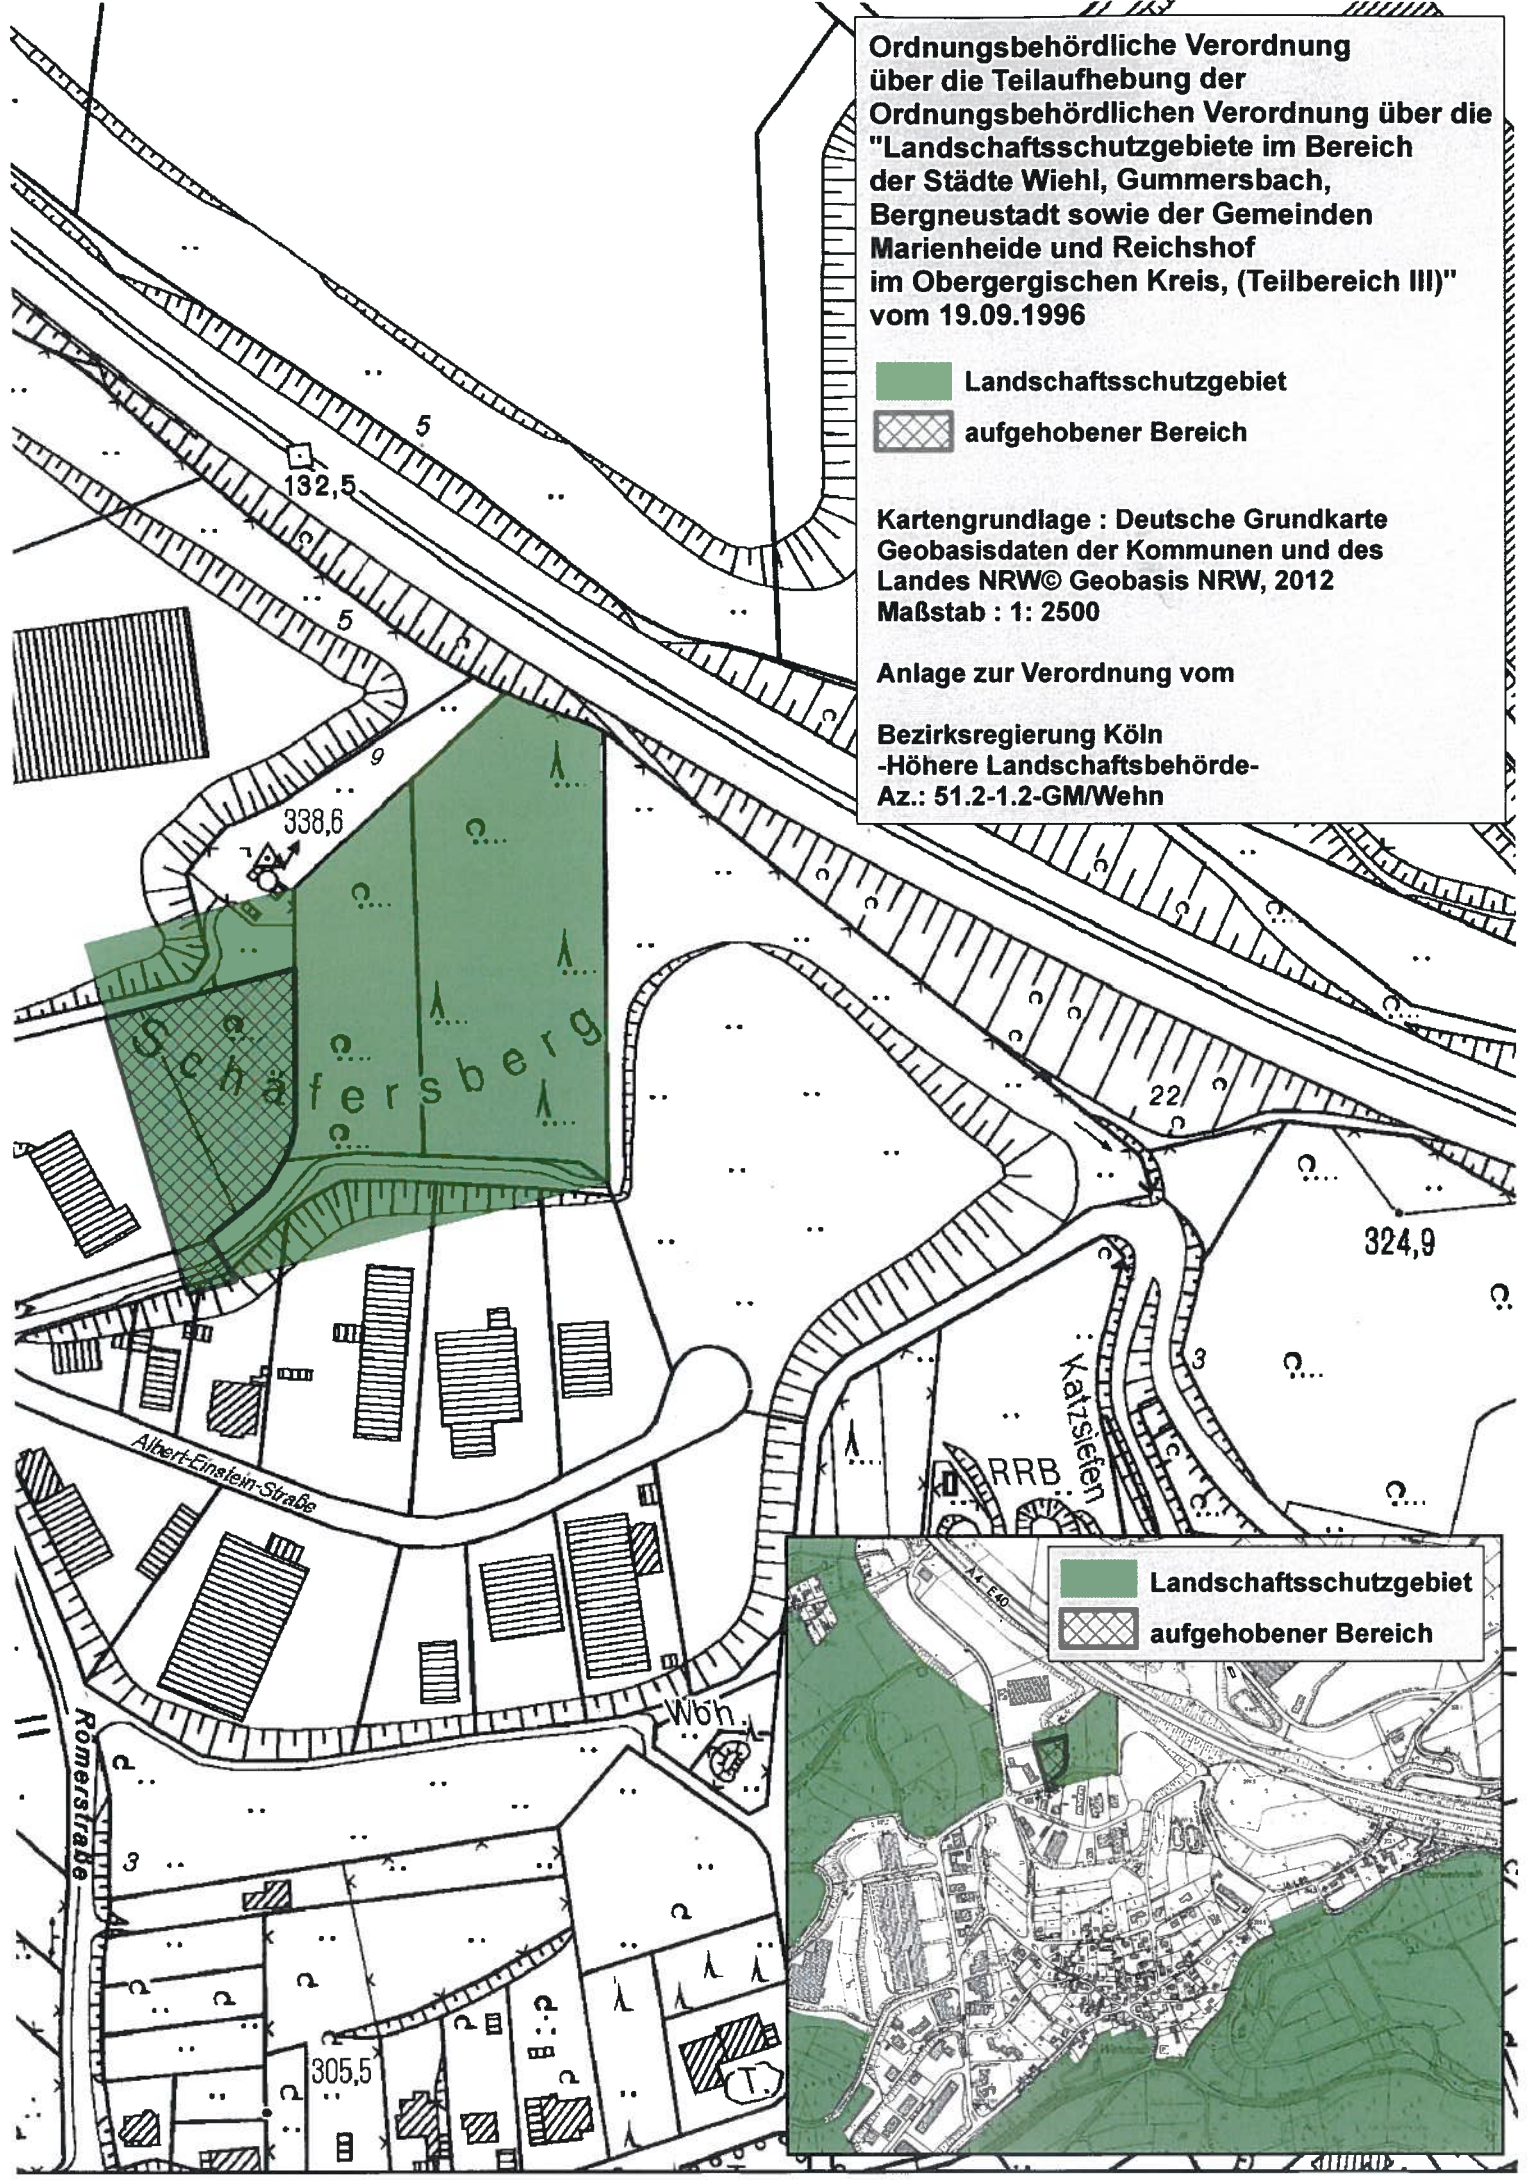 Ordnungsbehördliche Verordnung
über die Teilaufhebung der
Ordnungsbehördlichen Verordnung über die
"Landschaftsschutzgebiete im Bereich
der Städte Wiehl, Gummersbach,
Bergneustadt sowie der Gemeinden
Marienheide und Reichshof
im Obergergischen Kreis, (Teilbereich III)"
vom 19.09.1996
Landschaftsschutzgebiet
aufgehobener Bereich
Kartengrundlage : Deutsche Grundkarte
Geobasisdaten der Kommunen und des
Landes NRW© Geobasis NRW, 2012
Maßstab : 1: 2500
Anlage zur Verordnung vom
Bezirksregierung Köln
-Höhere Landschaftsbehörde-
Az.: 51.2-1.2-GM/Wehn
5
132,5
5
9
338,6
Schäfersberg
22
324,9
3
Katzsiefen
RRB
Albert-Einstein-Straße
Römerstraße
Wbh.
3
305,5
T.
A4 E40
Landschaftsschutzgebiet
aufgehobener Bereich